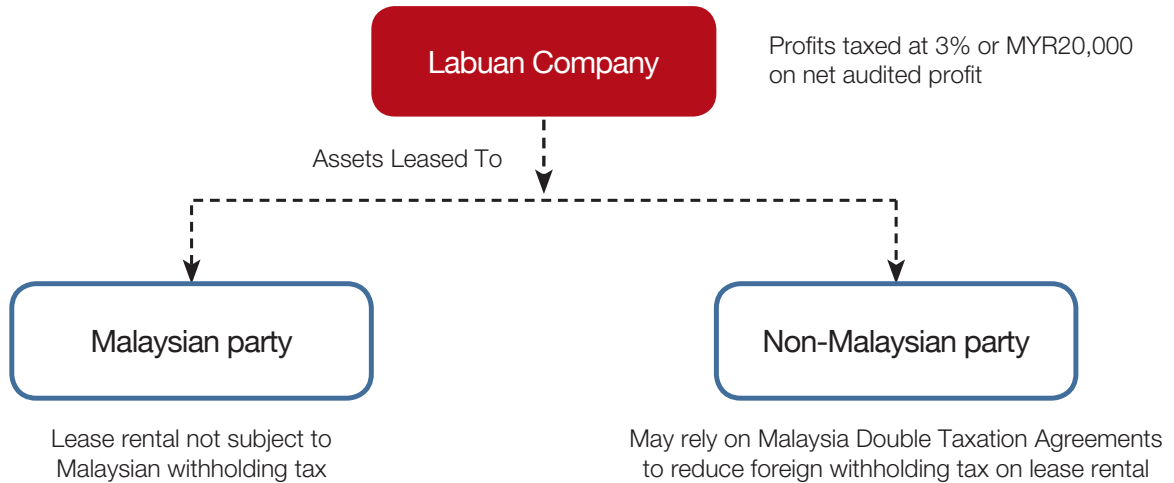 Labuan Company
Profits taxed at 3% or MYR20,000
on net audited profit
Assets Leased To
Malaysian party
Non-Malaysian party
Lease rental not subject to
Malaysian withholding tax
May rely on Malaysia Double Taxation Agreements
to reduce foreign withholding tax on lease rental